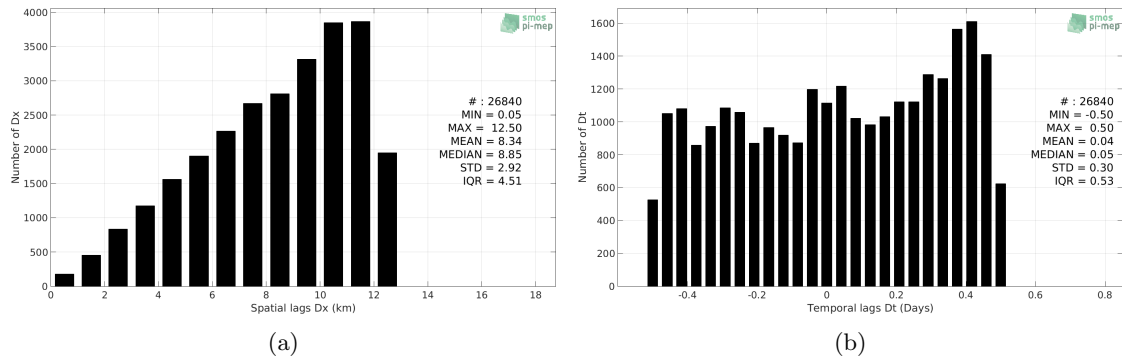 4000
3500
3000
2500
2000
1500
1000
500
0
Number of Dx
smos
pi-mep
# : 26840
MIN = 0.05
MAX = 12.50
MEAN = 8.34
MEDIAN = 8.85
STD = 2.92
IQR = 4.51
0 2 4 6 8 10 12 14 16 18
Spatial lags Dx (km)
(a)
1600
1400
1200
1000
800
600
400
200
0
Number of Dt
smos
pi-mep
# : 26840
MIN = -0.50
MAX = 0.50
MEAN = 0.04
MEDIAN = 0.05
STD = 0.30
IQR = 0.53
-0.4 -0.2 0 0.2 0.4 0.6 0.8
Temporal lags Dt (Days)
(b)